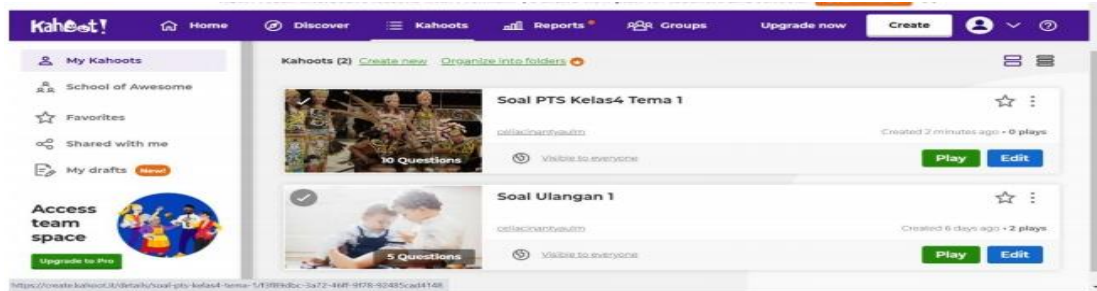 Kahoot! Home Discover Kahoots Reports Groups Upgrade now Create
My Kahoots
School of Awesome
Favorites
Shared with me
My drafts New!
Access
team
space
Upgrade to Pro
Kahoots (2) Create new Organize into folders
Soal PTS Kelas4 Tema 1
10 Questions
Created 2 minutes ago • 0 plays
Visible to everyone
Play Edit
Soal Ulangan 1
5 Questions
Created 6 days ago • 2 plays
Visible to everyone
Play Edit